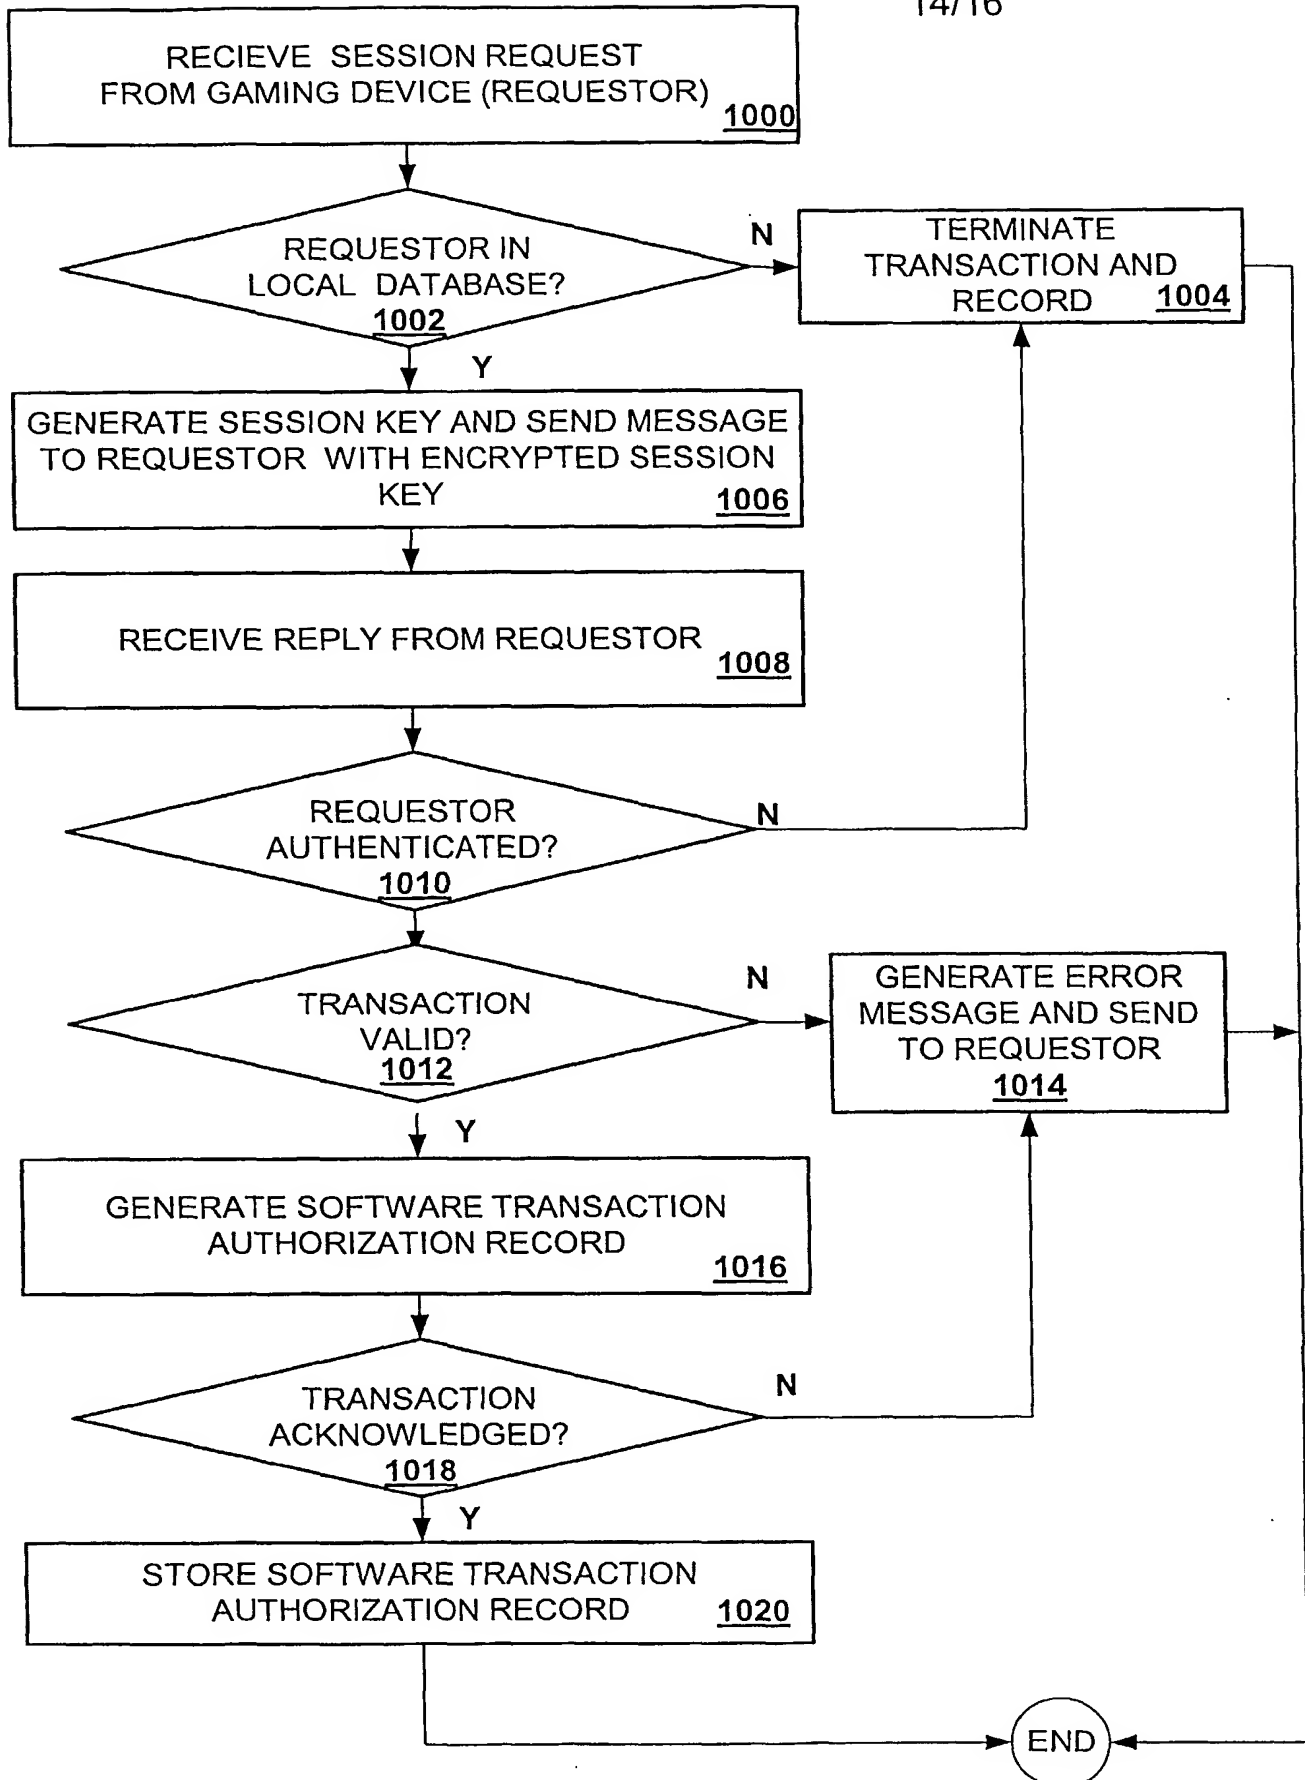 14/16
RECIEVE SESSION REQUEST
FROM GAMING DEVICE (REQUESTOR)
1000
REQUESTOR IN
LOCAL DATABASE?
1002
N
TERMINATE
TRANSACTION AND
RECORD 1004
Y
GENERATE SESSION KEY AND SEND MESSAGE
TO REQUESTOR WITH ENCRYPTED SESSION
KEY 1006
RECEIVE REPLY FROM REQUESTOR
1008
REQUESTOR
AUTHENTICATED?
1010
N
TRANSACTION
VALID?
1012
N
GENERATE ERROR
MESSAGE AND SEND
TO REQUESTOR
1014
Y
GENERATE SOFTWARE TRANSACTION
AUTHORIZATION RECORD
1016
TRANSACTION
ACKNOWLEDGED?
1018
N
Y
STORE SOFTWARE TRANSACTION
AUTHORIZATION RECORD 1020
END